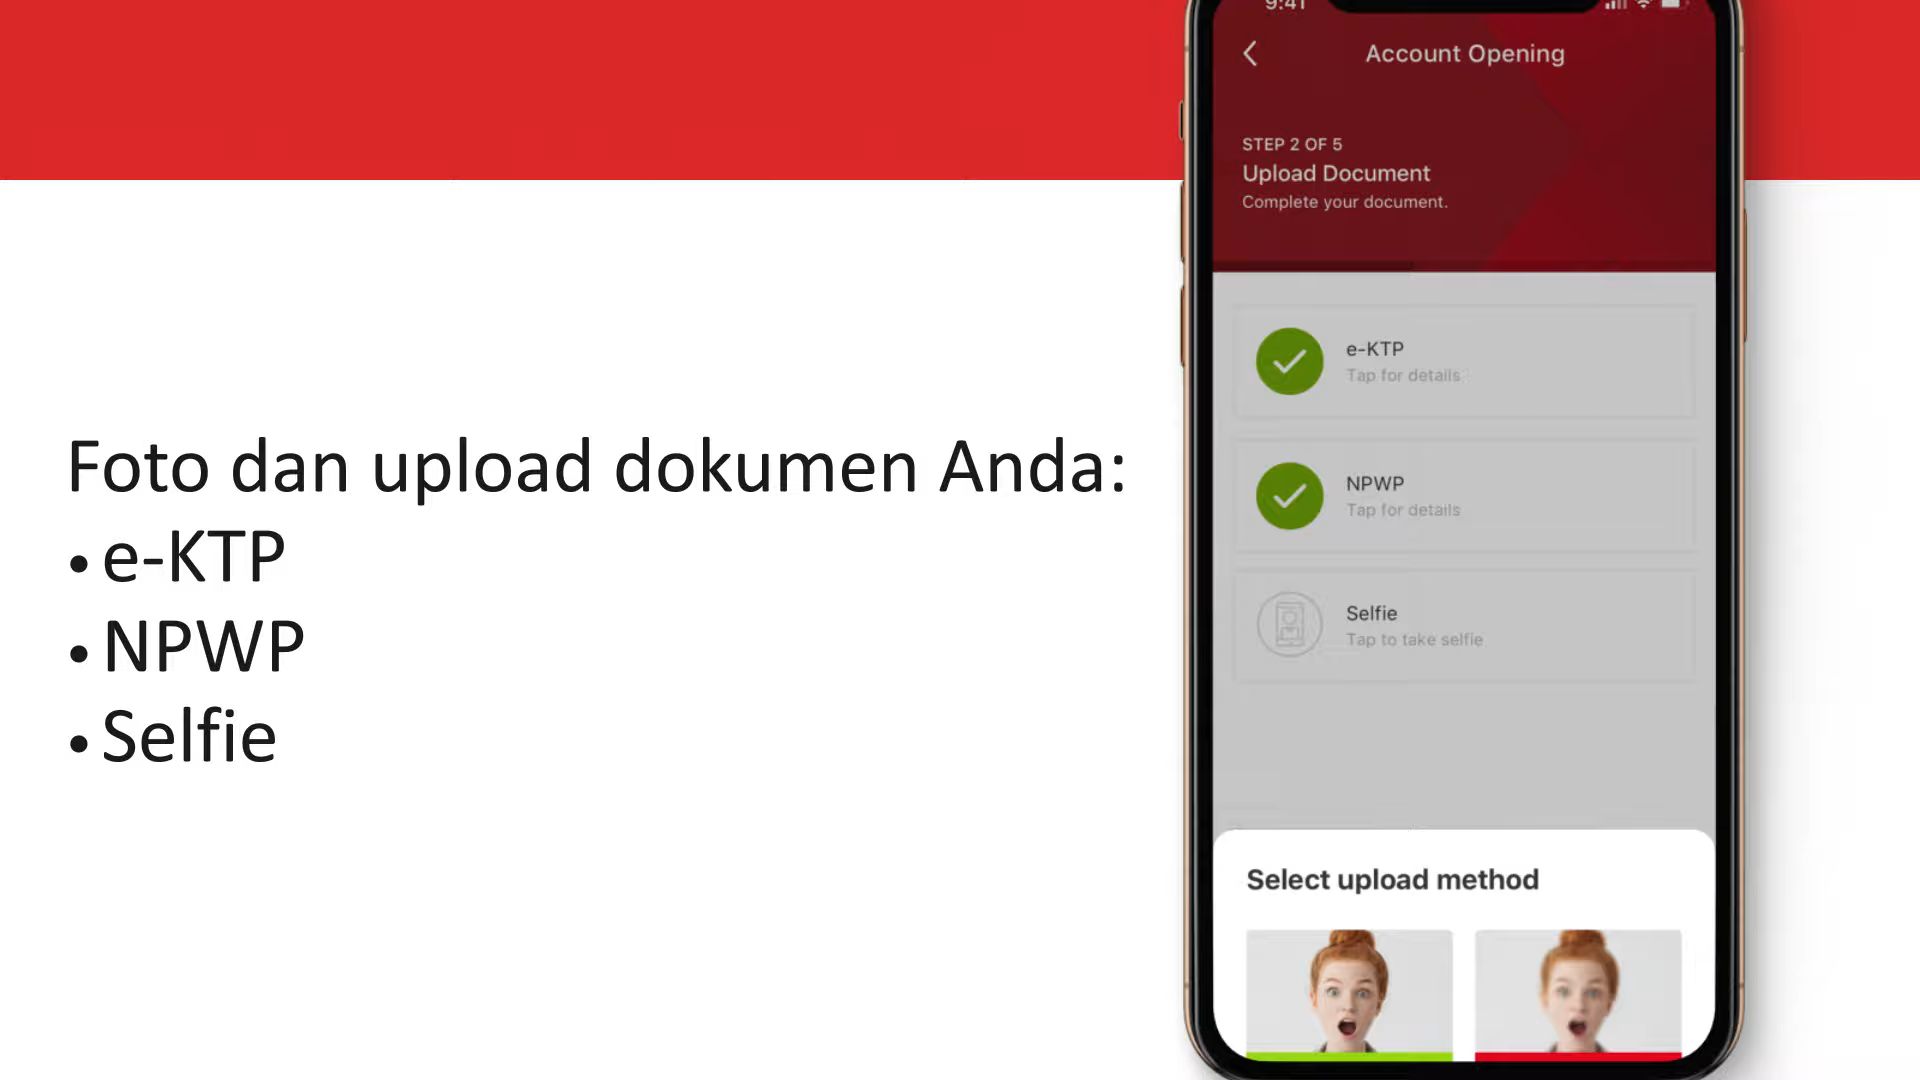 Foto dan upload dokumen Anda:
• e-KTP
• NPWP
• Selfie
9:41
Account Opening
STEP 2 OF 5
Upload Document
Complete your document.
e-KTP
Tap for details
NPWP
Tap for details
Selfie
Tap to take selfie
Select upload method